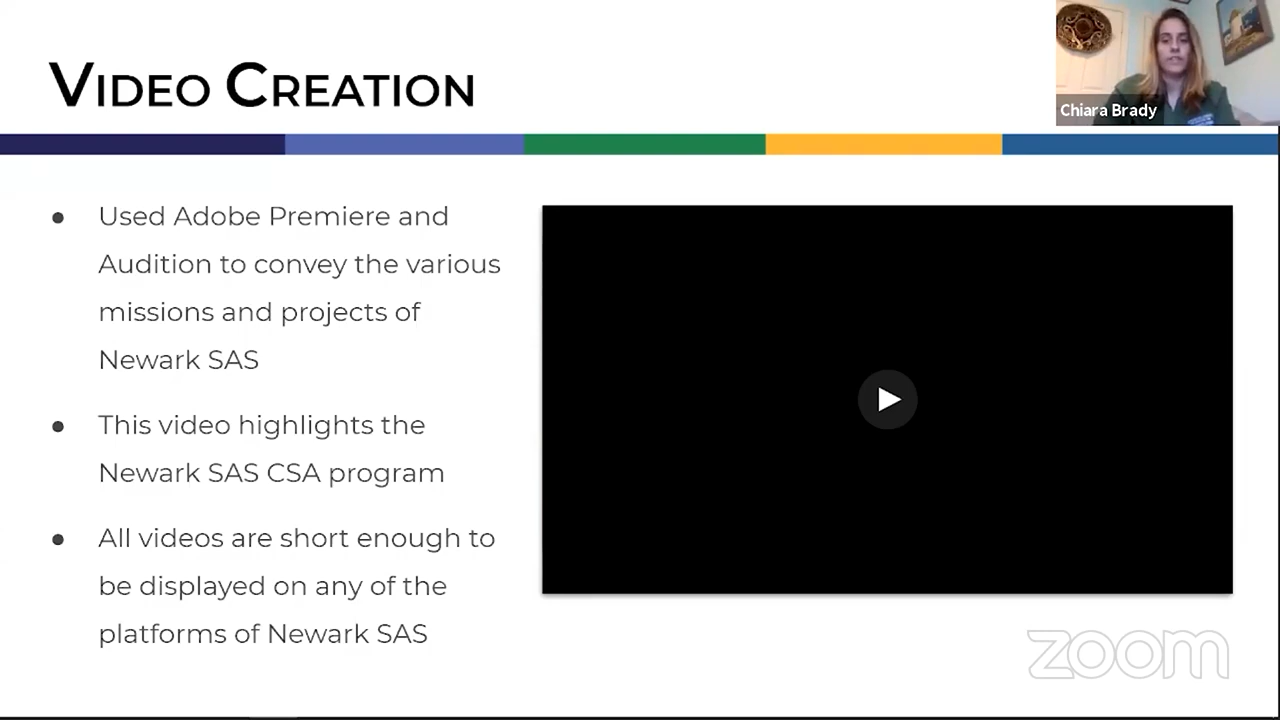 VIDEO CREATION
Chiara Brady
● Used Adobe Premiere and
Audition to convey the various
missions and projects of
Newark SAS
● This video highlights the
Newark SAS CSA program
● All videos are short enough to
be displayed on any of the
platforms of Newark SAS
zoom